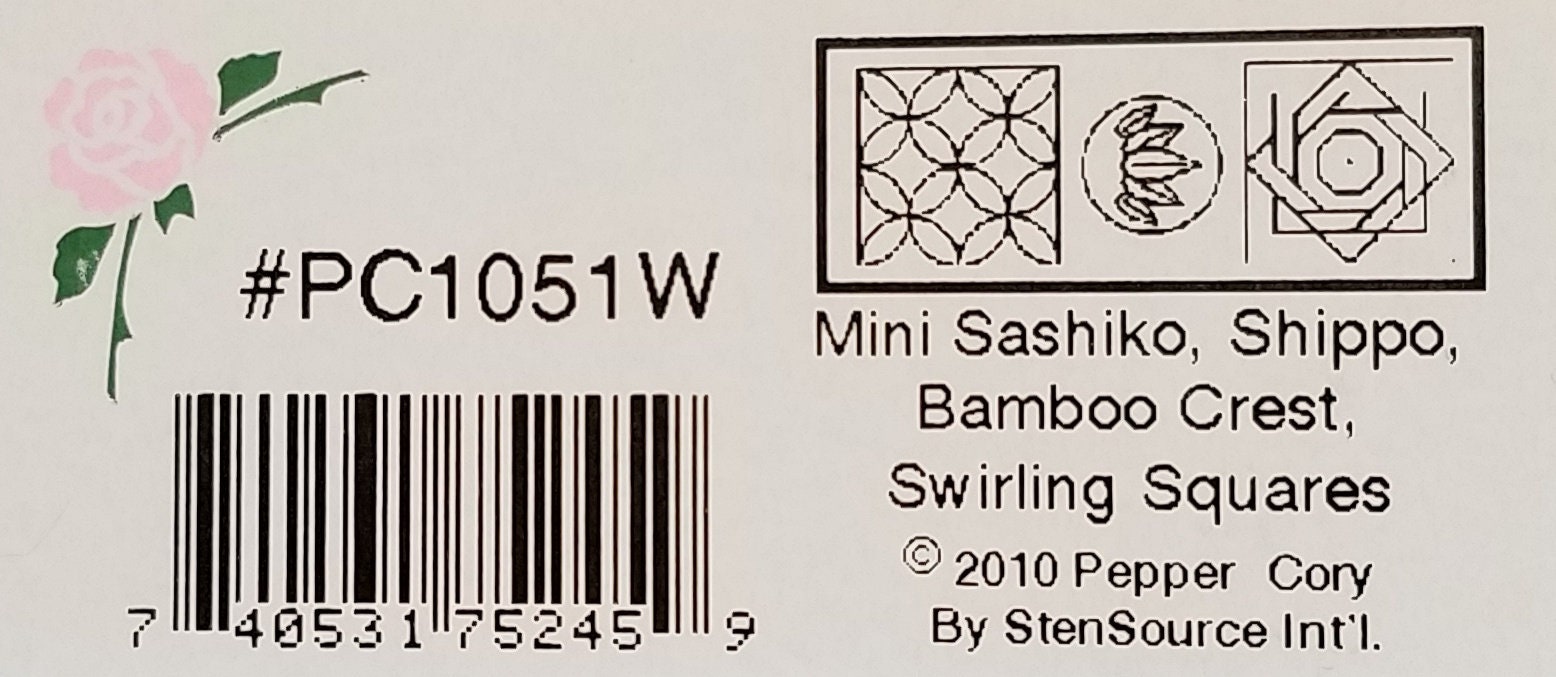 #PC1051W
7 40531 75245 9
Mini Sashiko, Shippo,
Bamboo Crest,
Swirling Squares
© 2010 Pepper Cory
By StenSource Int'l.